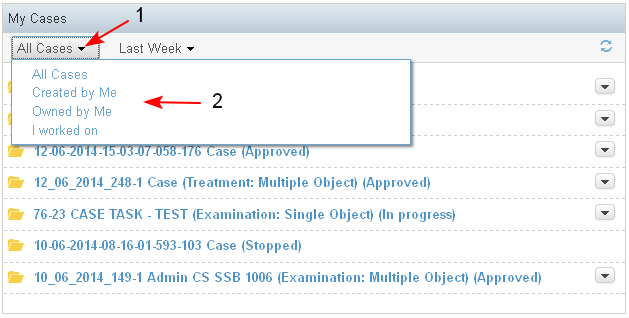 1
My Cases
All Cases Last Week
All Cases
Created by Me
2
Owned by Me
I worked on
12-06-2014-15-03-07-058-176 Case (Approved)
12_06_2014_248-1 Case (Treatment: Multiple Object) (Approved)
76-23 CASE TASK - TEST (Examination: Single Object) (In progress)
10-06-2014-08-16-01-593-103 Case (Stopped)
10_06_2014_149-1 Admin CS SSB 1006 (Examination: Multiple Object) (Approved)